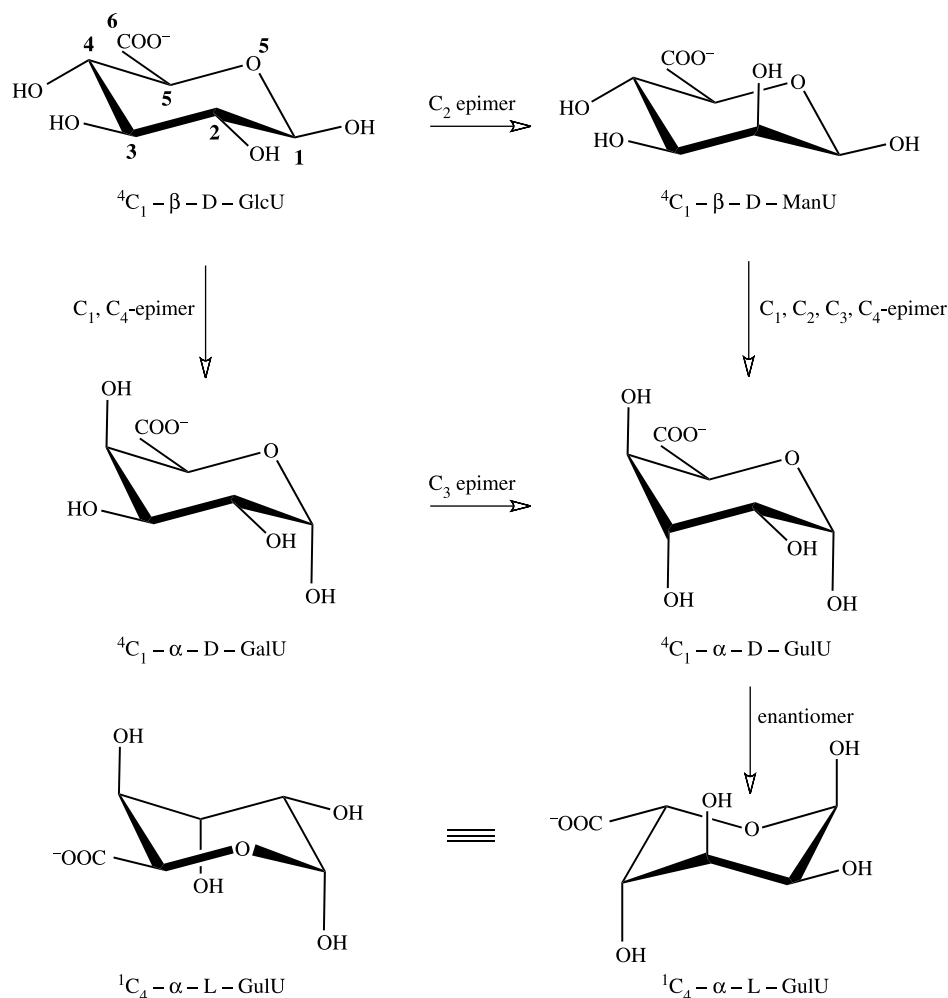 6
COO⁻
4
5
O
HO
5
C₂ epimer
COO⁻
OH
O
HO
HO
2
OH
3
OH
1
HO
OH
⁴C₁ – β – D – GlcU
⁴C₁ – β – D – ManU
C₁, C₄-epimer
C₁, C₂, C₃, C₄-epimer
OH
COO⁻
O
HO
OH
OH
C₃ epimer
OH
COO⁻
O
OH
OH
OH
⁴C₁ – α – D – GalU
⁴C₁ – α – D – GulU
enantiomer
OH
OH
⁻OOC
O
OH
OH
OH
OH
⁻OOC
O
OH
OH
¹C₄ – α – L – GulU
¹C₄ – α – L – GulU